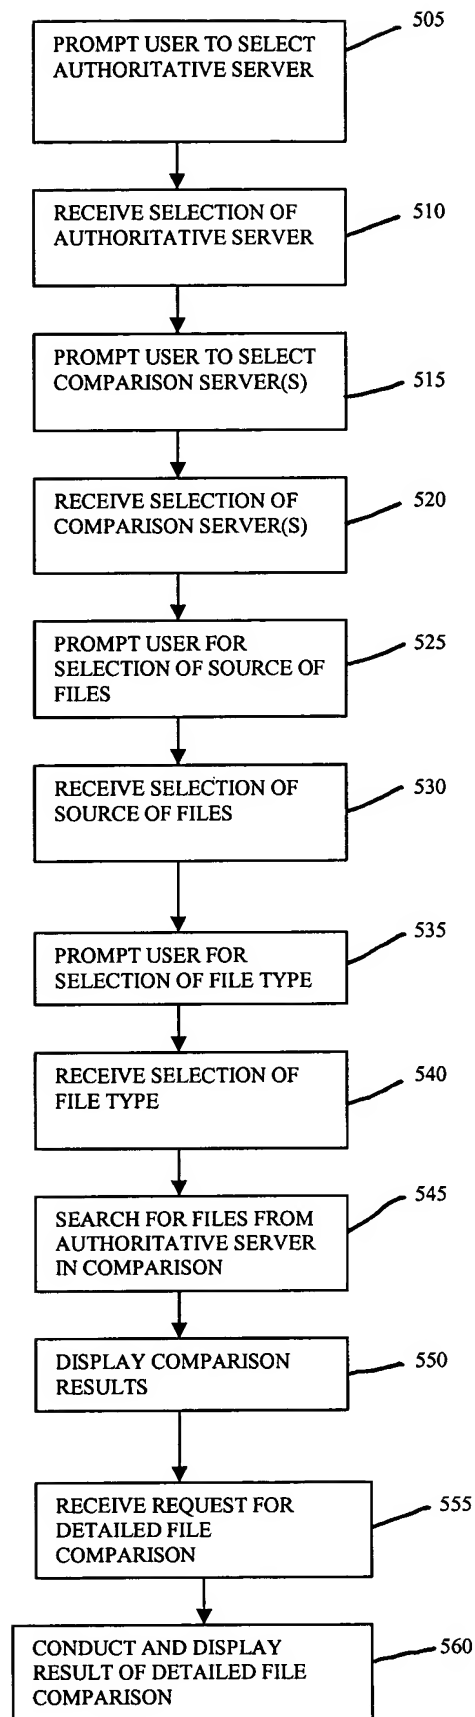 505
PROMPT USER TO SELECT
AUTHORITATIVE SERVER
RECEIVE SELECTION OF
AUTHORITATIVE SERVER
510
PROMPT USER TO SELECT
COMPARISON SERVER(S)
515
RECEIVE SELECTION OF
COMPARISON SERVER(S)
520
PROMPT USER FOR
SELECTION OF SOURCE OF
FILES
525
RECEIVE SELECTION OF
SOURCE OF FILES
530
PROMPT USER FOR
SELECTION OF FILE TYPE
535
RECEIVE SELECTION OF
FILE TYPE
540
SEARCH FOR FILES FROM
AUTHORITATIVE SERVER
IN COMPARISON
545
DISPLAY COMPARISON
RESULTS
550
RECEIVE REQUEST FOR
DETAILED FILE
COMPARISON
555
CONDUCT AND DISPLAY
RESULT OF DETAILED FILE
COMPARISON
560